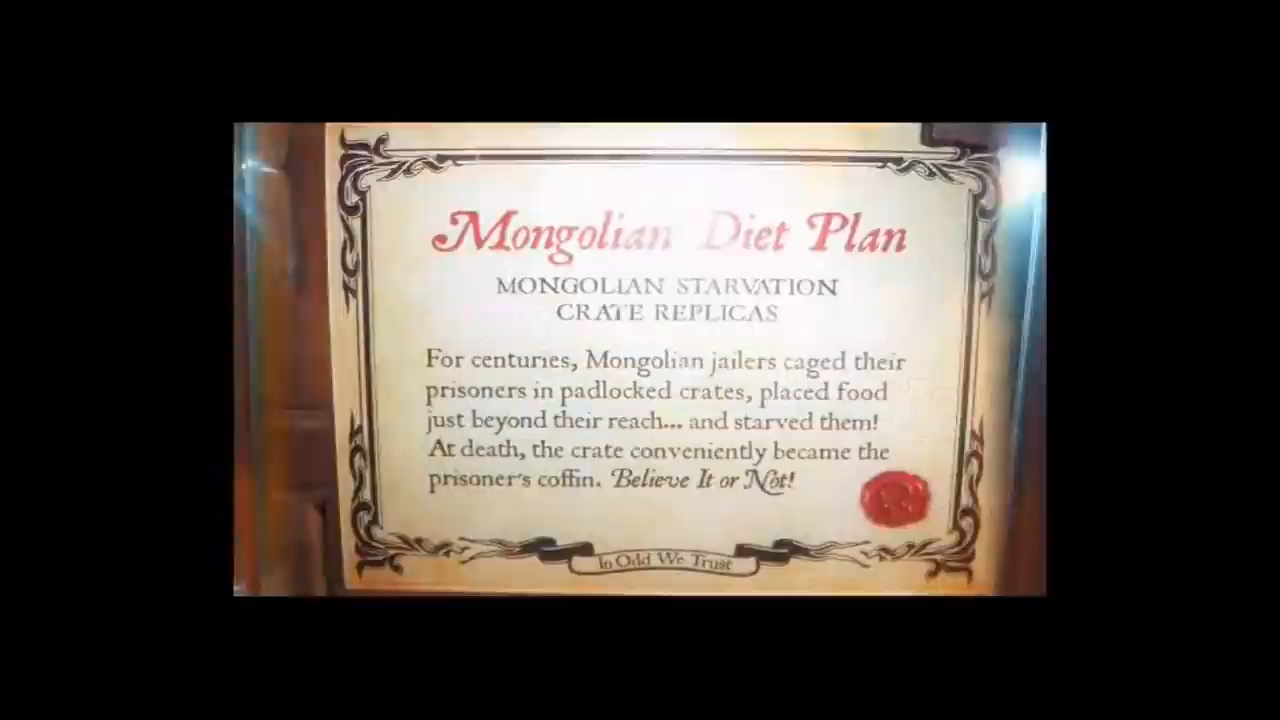 Mongolian Diet Plan
MONGOLIAN STARVATION
CRATE REPLICAS
For centuries, Mongolian jailers caged their
prisoners in padlocked crates, placed food
just beyond their reach... and starved them!
At death, the crate conveniently became the
prisoner's coffin. Believe It or Not!
In Odd We Trust